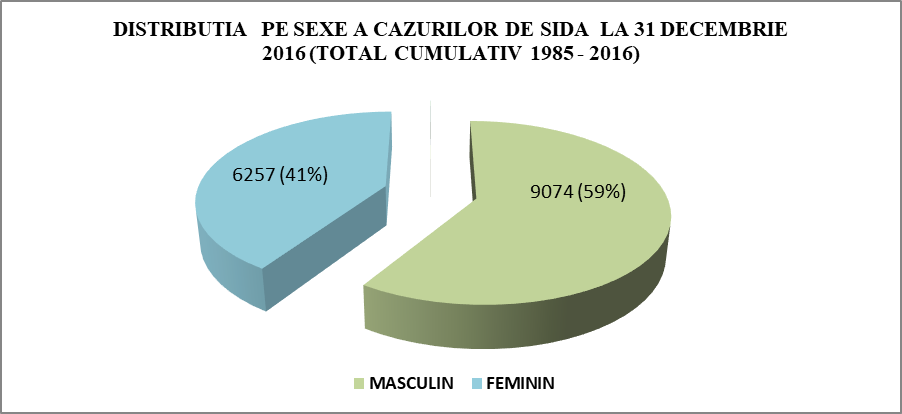 DISTRIBUTIA PE SEXE A CAZURILOR DE SIDA LA 31 DECEMBRIE
2016 (TOTAL CUMULATIV 1985 - 2016)
6257 (41%)
9074 (59%)
MASCULIN FEMININ